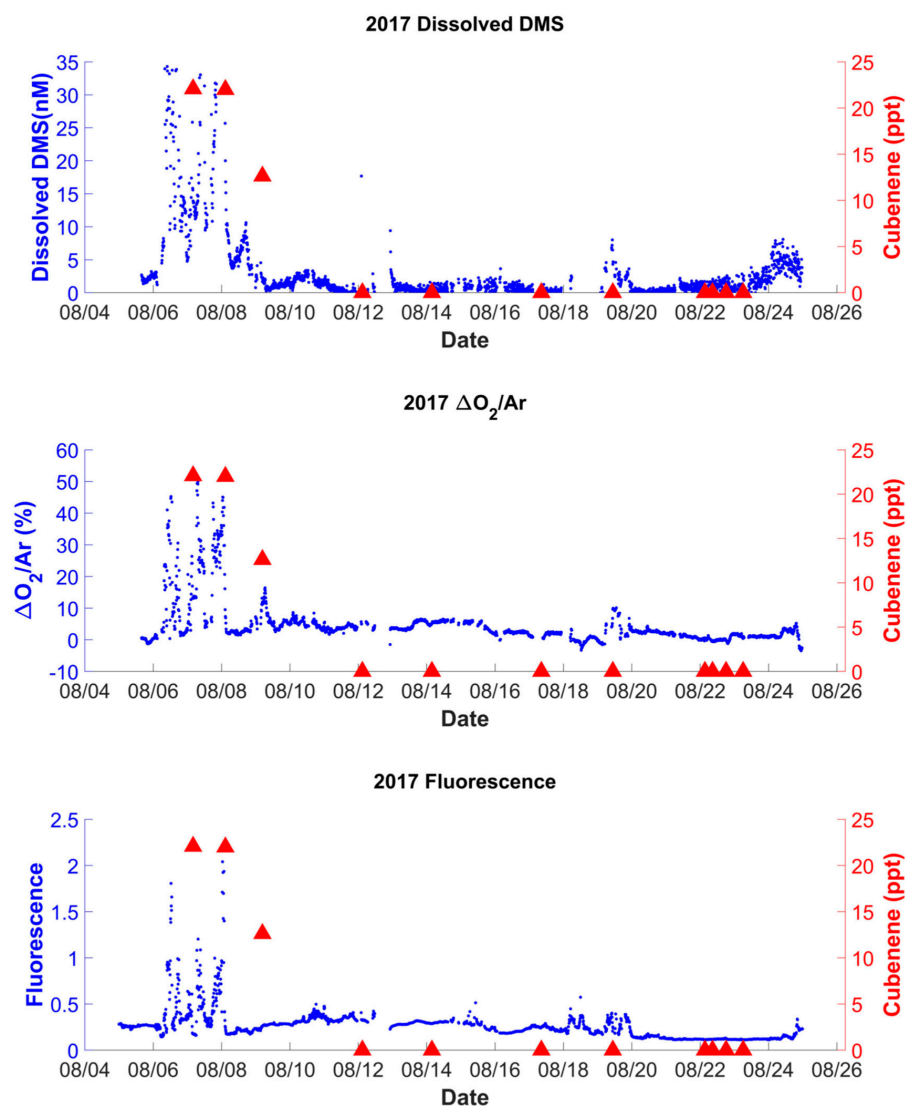 2017 Dissolved DMS
35
30
25
20
15
10
5
0
Dissolved DMS(nM)
25
20
15
10
5
0
Cubenene (ppt)
08/04 08/06 08/08 08/10 08/12 08/14 08/16 08/18 08/20 08/22 08/24 08/26
Date
2017 ΔO₂/Ar
60
50
40
30
20
10
0
-10
ΔO₂/Ar (%)
25
20
15
10
5
0
Cubenene (ppt)
08/04 08/06 08/08 08/10 08/12 08/14 08/16 08/18 08/20 08/22 08/24 08/26
Date
2017 Fluorescence
2.5
2
1.5
1
0.5
0
Fluorescence
25
20
15
10
5
0
Cubenene (ppt)
08/04 08/06 08/08 08/10 08/12 08/14 08/16 08/18 08/20 08/22 08/24 08/26
Date